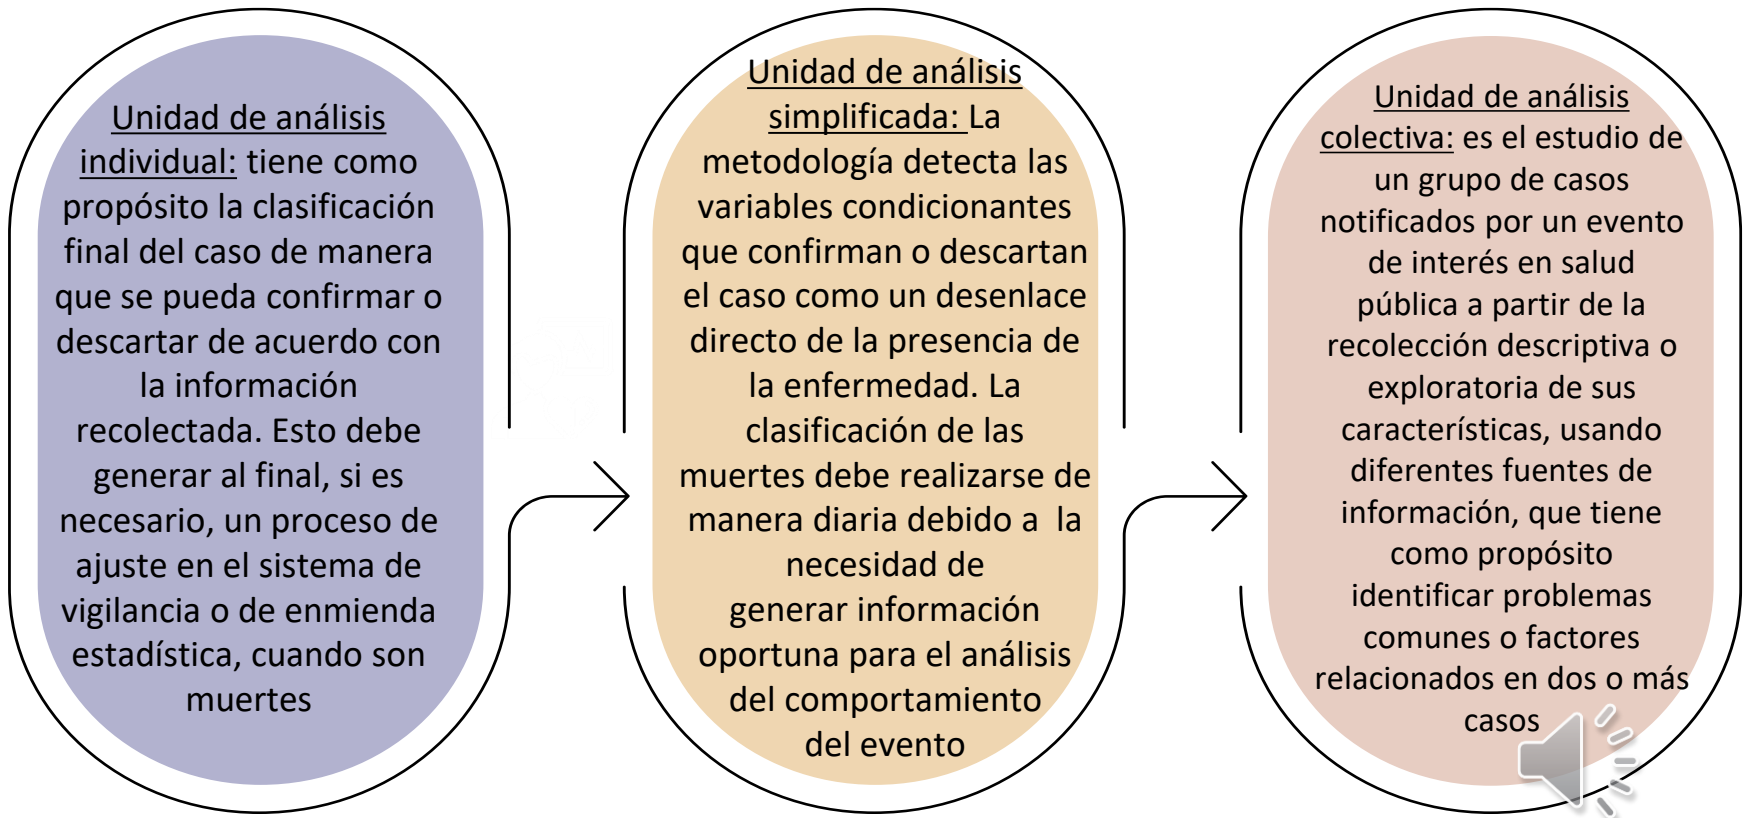 Unidad de análisis
individual: tiene como
propósito la clasificación
final del caso de manera
que se pueda confirmar o
descartar de acuerdo con
la información
recolectada. Esto debe
generar al final, si es
necesario, un proceso de
ajuste en el sistema de
vigilancia o de enmienda
estadística, cuando son
muertes
Unidad de análisis
simplificada: La
metodología detecta las
variables condicionantes
que confirman o descartan
el caso como un desenlace
directo de la presencia de
la enfermedad. La
clasificación de las
muertes debe realizarse de
manera diaria debido a  la
necesidad de
generar información
oportuna para el análisis
del comportamiento
del evento
Unidad de análisis
colectiva: es el estudio de
un grupo de casos
notificados por un evento
de interés en salud
pública a partir de la
recolección descriptiva o
exploratoria de sus
características, usando
diferentes fuentes de
información, que tiene
como propósito
identificar problemas
comunes o factores
relacionados en dos o más
casos